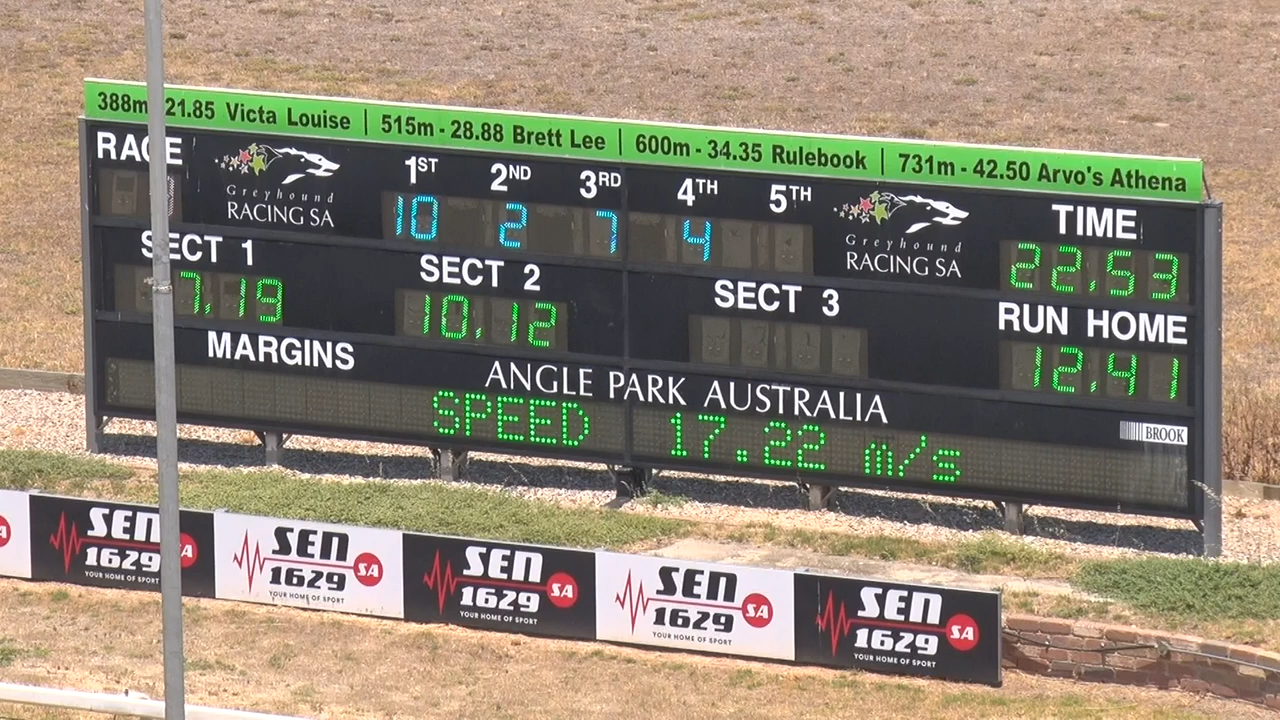 388m 21.85 Victa Louise | 515m - 28.88 Brett Lee | 600m - 34.35 Rulebook | 731m - 42.50 Arvo's Athena
RACE
Greyhound
RACING SA
1ST 2ND 3RD 4TH 5TH
10 2 7 4
Greyhound
RACING SA
TIME
22.53
SECT 1
7.19
SECT 2
10.12
SECT 3
RUN HOME
12.41
MARGINS
ANGLE PARK AUSTRALIA
SPEED 17.22 m/s
BROOK
SEN
1629
SA
YOUR HOME OF SPORT
SEN
1629
SA
YOUR HOME OF SPORT
SEN
1629
SA
YOUR HOME OF SPORT
SEN
1629
SA
YOUR HOME OF SPORT
SEN
1629
SA
YOUR HOME OF SPORT